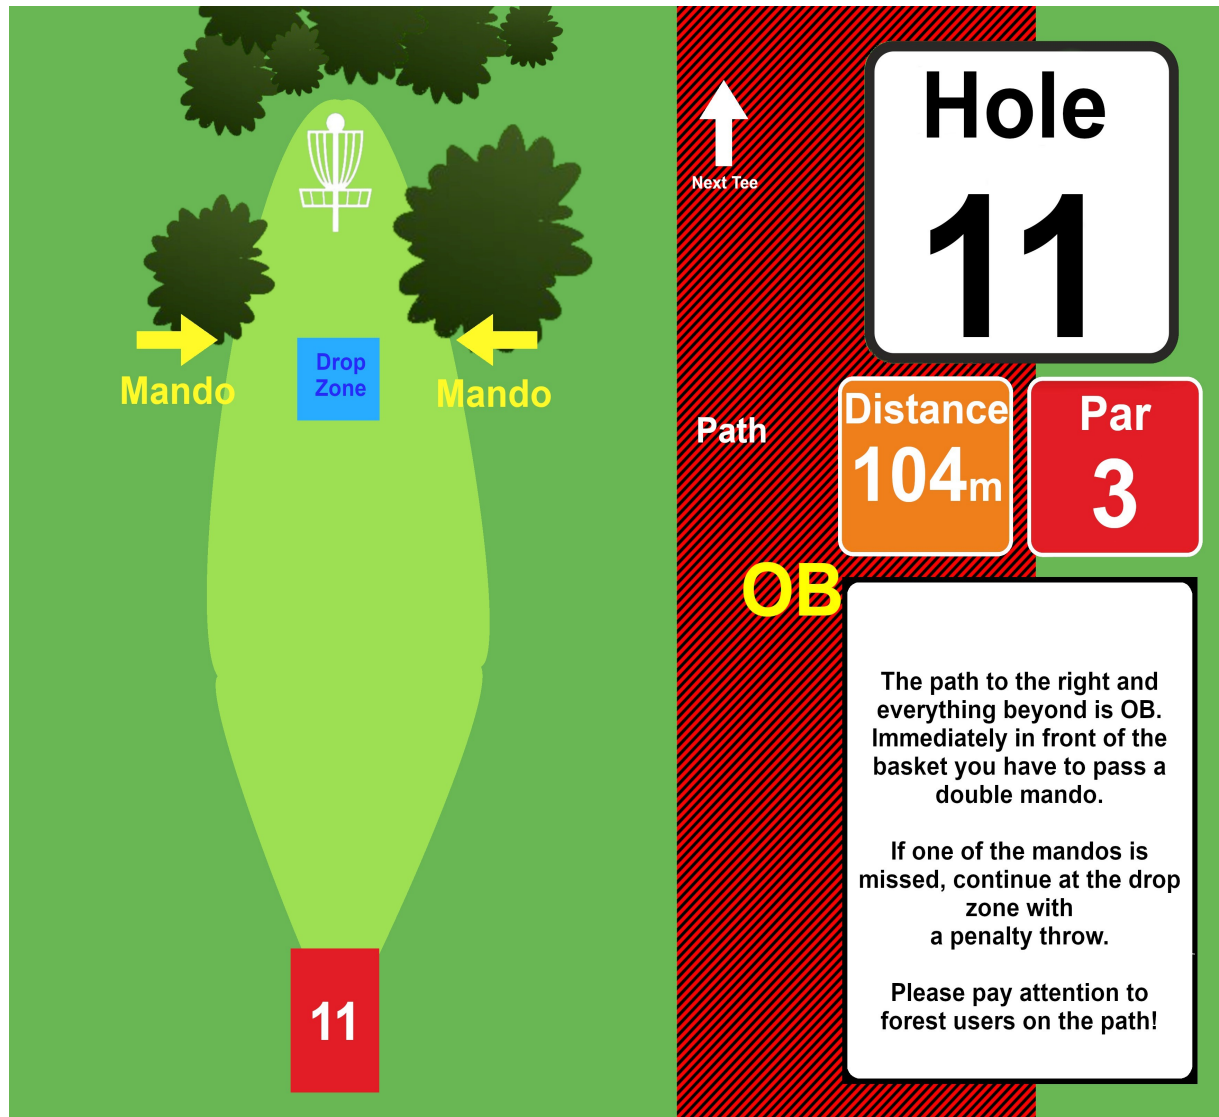 Hole
11
Next Tee
Drop
Zone
Mando
Mando
Path
Distance
104m
Par
3
OB
The path to the right and
everything beyond is OB.
Immediately in front of the
basket you have to pass a
double mando.
If one of the mandos is
missed, continue at the drop
zone with
a penalty throw.
Please pay attention to
forest users on the path!
11